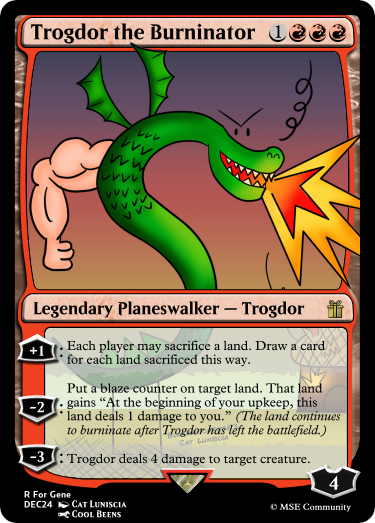 Trogdor the Burninator 1
Legendary Planeswalker — Trogdor
+1: Each player may sacrifice a land. Draw a card
for each land sacrificed this way.
-2: Put a blaze counter on target land. That land
gains “At the beginning of your upkeep, this
land deals 1 damage to you.” (The land continues
to burninate after Trogdor has left the battlefield.)
-3: Trogdor deals 4 damage to target creature.
4
R For Gene
DEC24 Cat Luniscia
Cool Beens
© MSE Community